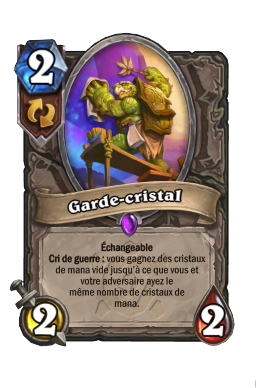 2
Garde-cristal
Échangeable
Cri de guerre : vous gagnez des cristaux
de mana vide jusqu'à ce que vous et
votre adversaire ayez le
même nombre de cristaux de
mana.
2
2